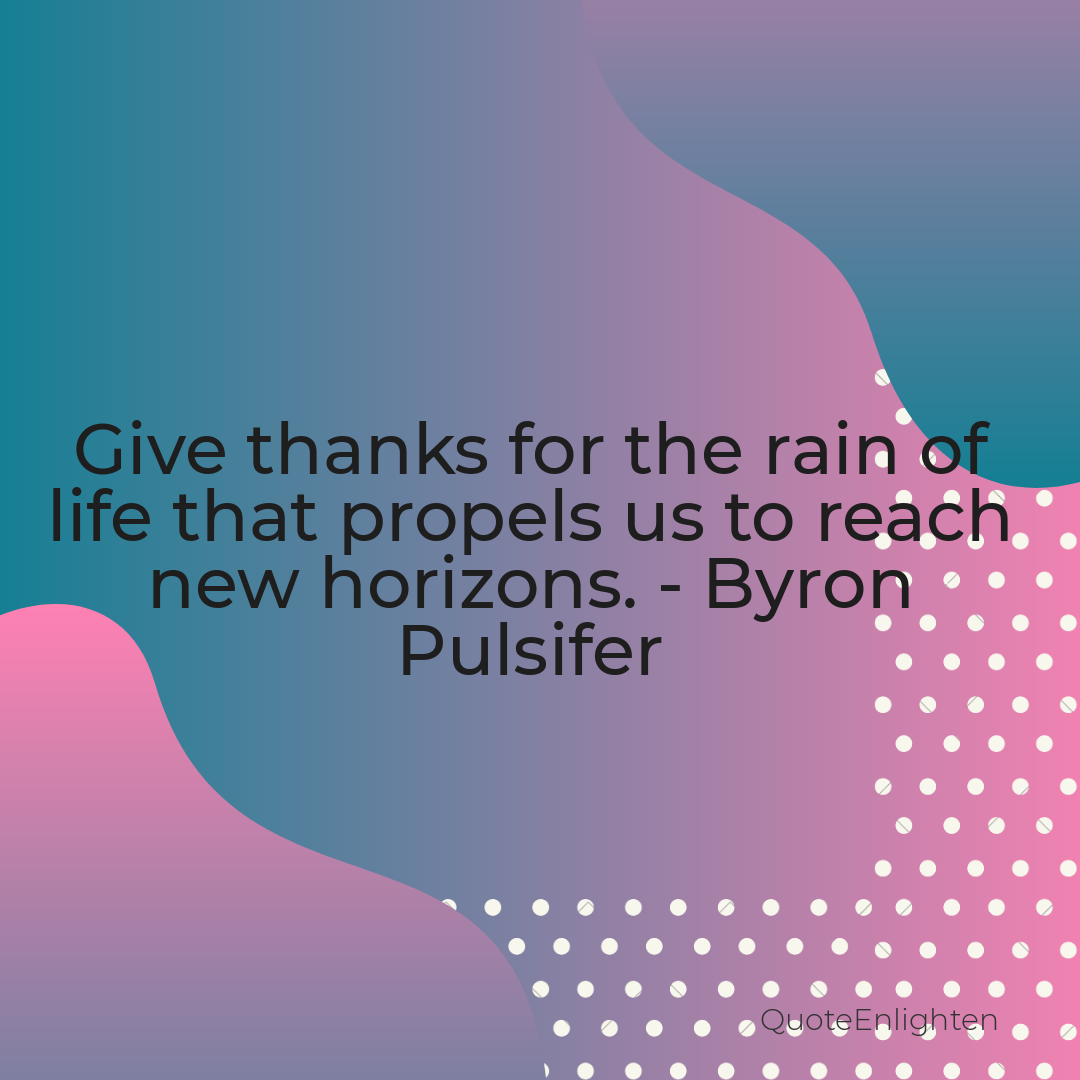 Give thanks for the rain of
life that propels us to reach
new horizons. - Byron
Pulsifer
QuoteEnlighten